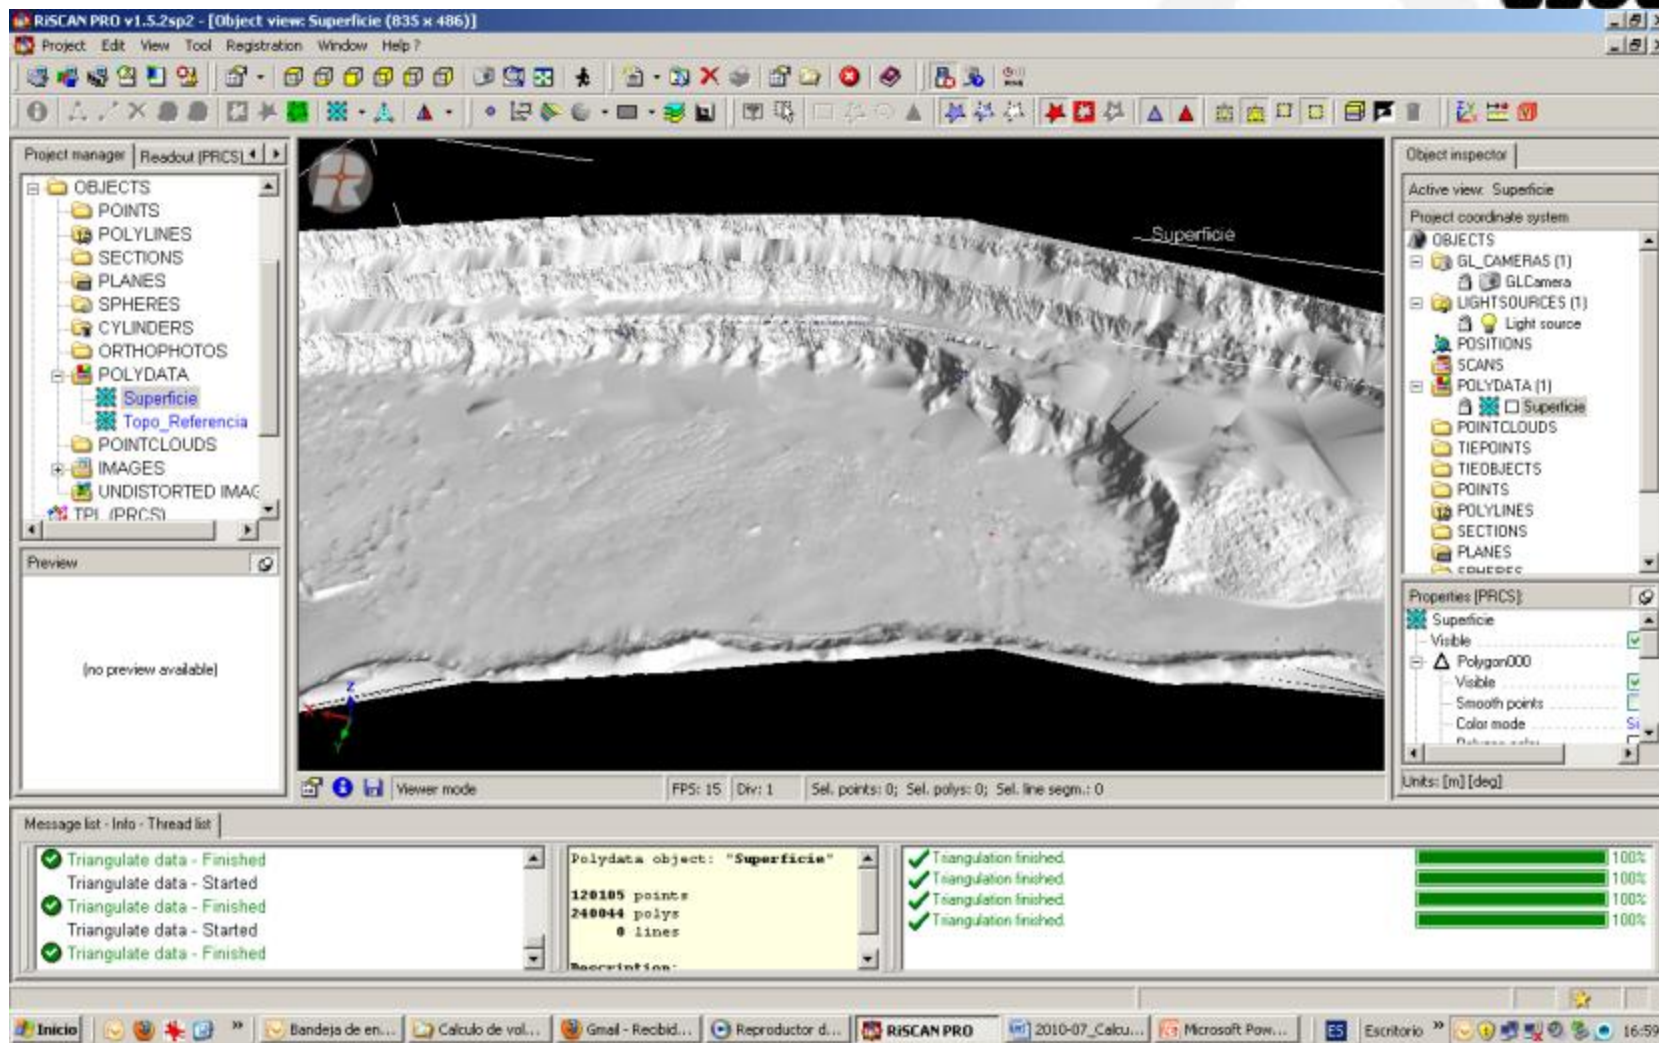 RiSCAN PRO v1.5.2sp2 - [Object view: Superficie (835 x 486)]
Project Edit View Tool Registration Window Help ?
Project manager Readout (PRCS)
OBJECTS
POINTS
POLYLINES
SECTIONS
PLANES
SPHERES
CYLINDERS
ORTHOPHOTOS
POLYDATA
Superficie
Topo_Referencia
POINTCLOUDS
IMAGES
UNDISTORTED IMAG
TPL (PRCS)
Preview
(no preview available)
Superficie
Z
X
Y
Viewer mode FPS: 15 Div: 1 Sel. points: 0; Sel. polys: 0; Sel. line segm.: 0
Object inspector
Active view: Superficie
Project coordinate system
OBJECTS
GL_CAMERAS (1)
GLCamera
LIGHTSOURCES (1)
Light source
POSITIONS
SCANS
POLYDATA (1)
Superficie
POINTCLOUDS
TIEPOINTS
TIEOBJECTS
POINTS
POLYLINES
SECTIONS
PLANES
SPHERES
Properties [PRCS]:
Superficie
Visible
Polygon000
Visible
Smooth points
Color mode Si
Units: [m] [deg]
Message list - Info - Thread list
Triangulate data - Finished
Triangulate data - Started
Triangulate data - Finished
Triangulate data - Started
Triangulate data - Finished
Polydata object: "Superficie"
120105 points
240044 polys
0 lines
Description:
Triangulation finished. 100%
Triangulation finished. 100%
Triangulation finished. 100%
Triangulation finished. 100%
Inicio » Bandeja de en... Calculo de vol... Gmail - Recibid... Reproductor d... RiSCAN PRO 2010-07_Calcu... Microsoft Pow... ES Escritorio » 16:59